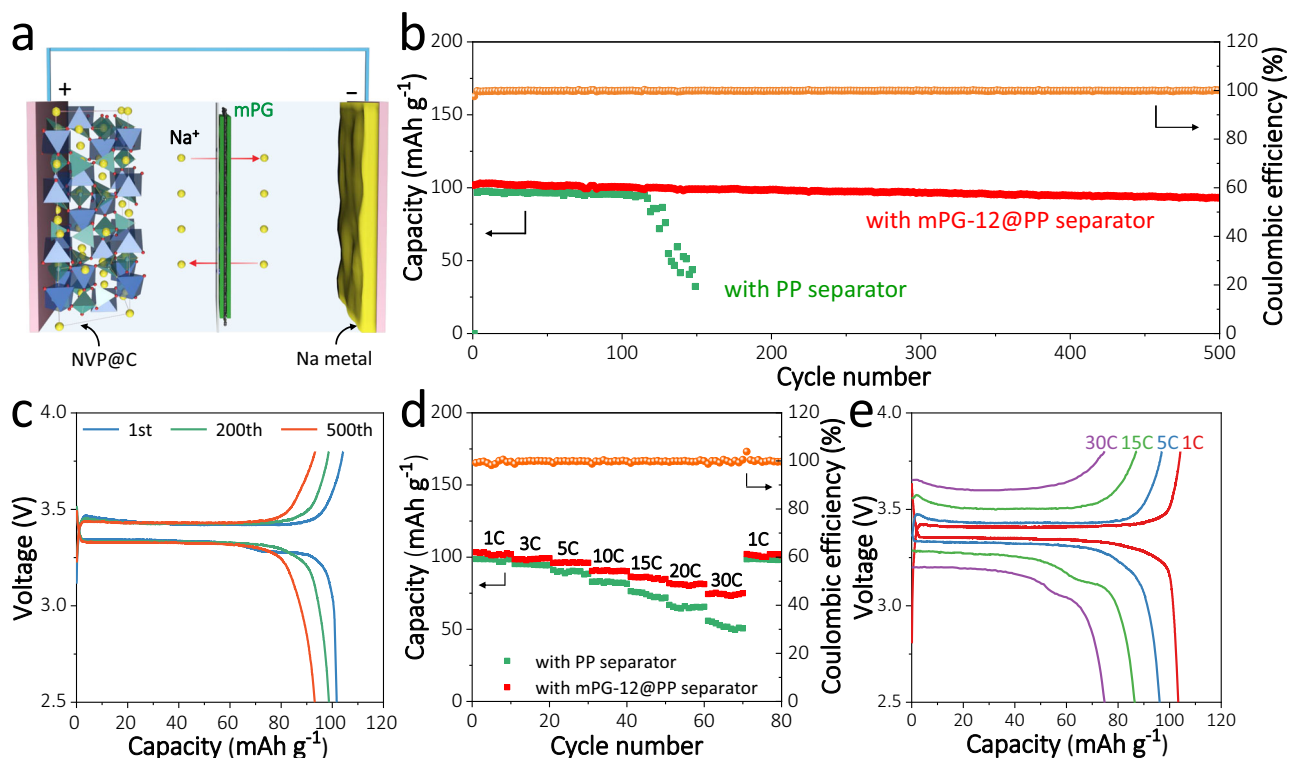 a
+
−
mPG
Na⁺
NVP@C
Na metal
b
200
150
100
50
0
Capacity (mAh g⁻¹)
120
100
80
60
40
20
0
Coulombic efficiency (%)
with mPG-12@PP separator
with PP separator
0 100 200 300 400 500
Cycle number
c
1st 200th 500th
4.0
3.5
3.0
2.5
Voltage (V)
0 20 40 60 80 100 120
Capacity (mAh g⁻¹)
d
200
150
100
50
0
Capacity (mAh g⁻¹)
120
100
80
60
40
20
0
Coulombic efficiency (%)
1C 3C 5C 10C 15C 20C 30C 1C
with PP separator
with mPG-12@PP separator
0 20 40 60 80
Cycle number
e
30C 15C 5C 1C
4.0
3.5
3.0
2.5
Voltage (V)
0 20 40 60 80 100 120
Capacity (mAh g⁻¹)